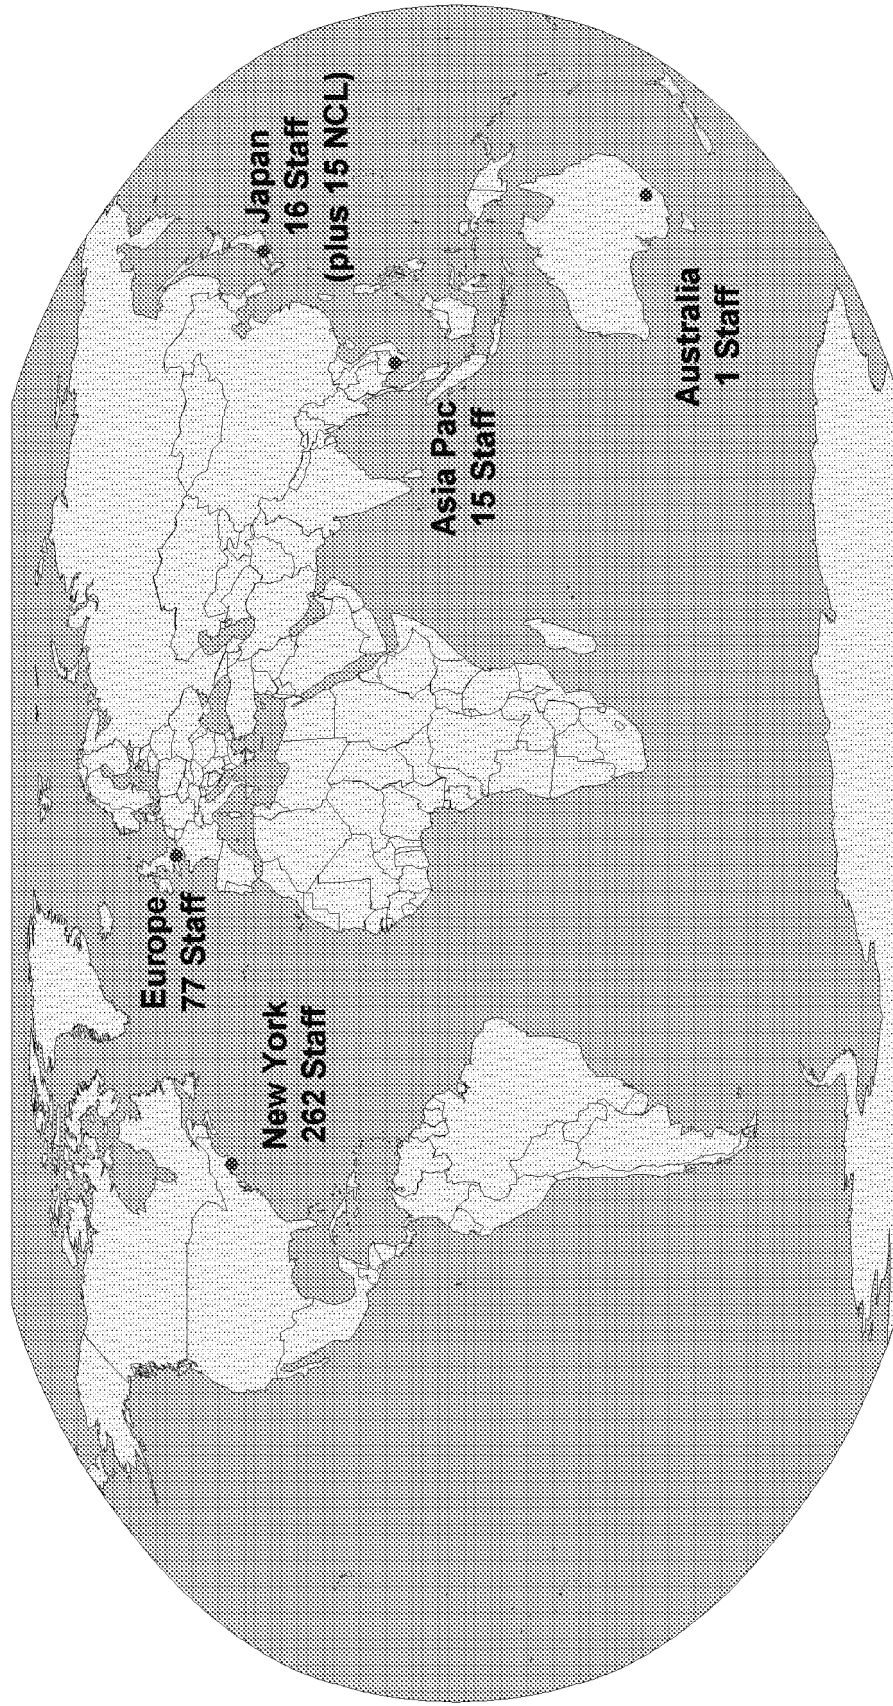 New York
262 Staff
Europe
77 Staff
Asia Pac
15 Staff
Japan
16 Staff
(plus 15 NCL)
Australia
1 Staff